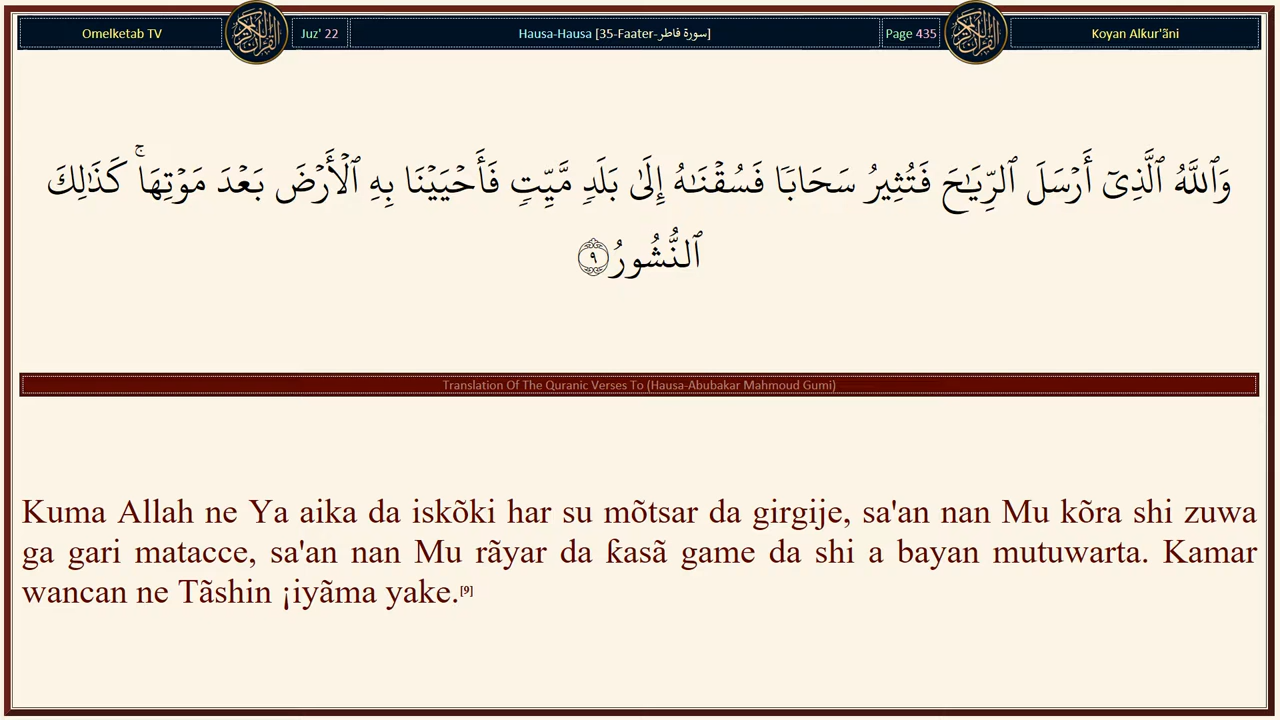 Omelketab TV
Juz' 22
Hausa-Hausa [35-Faater-سورة فاطر]
Page 435
Koyan Alƙur'ãni
وَٱللَّهُ ٱلَّذِىٓ أَرْسَلَ ٱلرِّيَـٰحَ فَتُثِيرُ سَحَابًا فَسُقْنَـٰهُ إِلَىٰ بَلَدٍ مَّيِّتٍ فَأَحْيَيْنَا بِهِ ٱلْأَرْضَ بَعْدَ مَوْتِهَا ۚ كَذَٰلِكَ
ٱلنُّشُورُ ٩
Translation Of The Quranic Verses To (Hausa-Abubakar Mahmoud Gumi)
Kuma Allah ne Ya aika da iskõki har su mõtsar da girgije, sa'an nan Mu kõra shi zuwa
ga gari matacce, sa'an nan Mu rãyar da ƙasã game da shi a bayan mutuwarta. Kamar
wancan ne Tãshin ¡iyãma yake.[9]